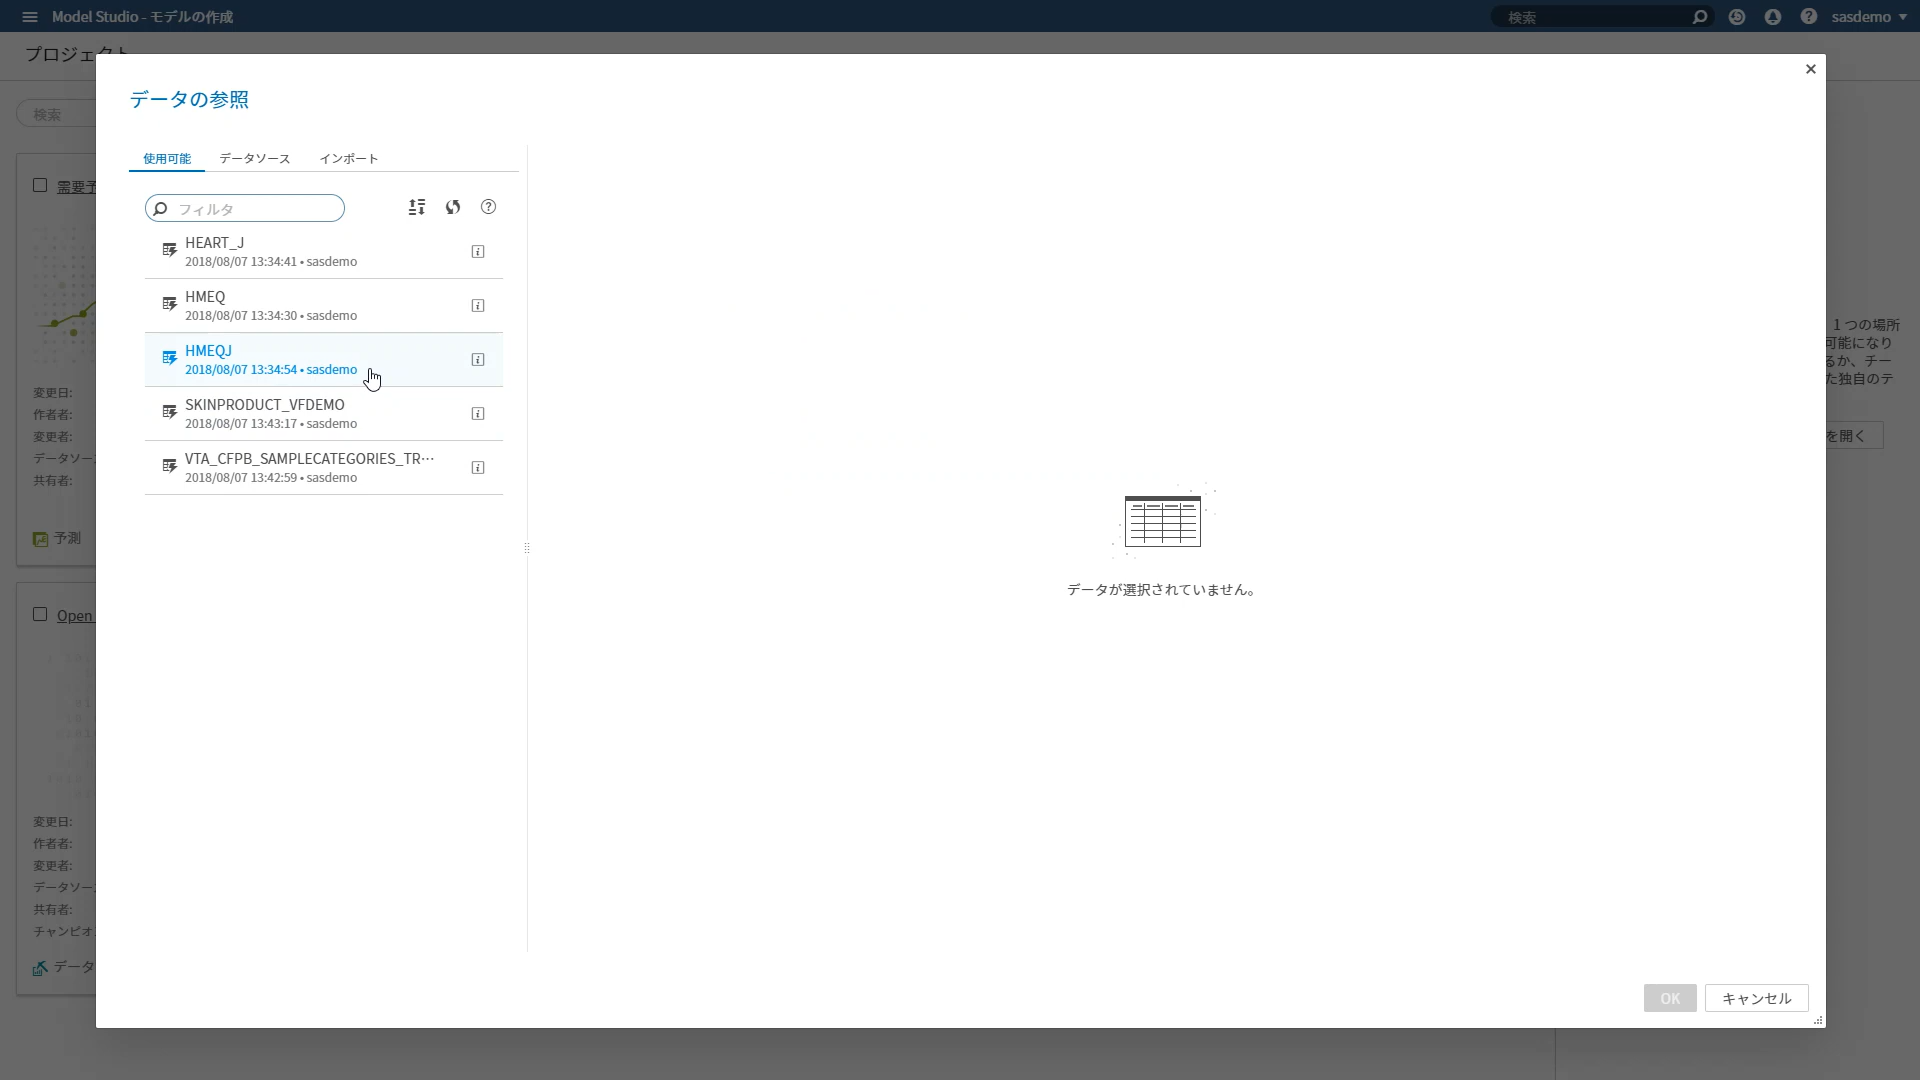 Model Studio - モデルの作成
検索
sasdemo
プロジェクト
検索
データの参照
使用可能
データソース
インポート
フィルタ
HEART_J
2018/08/07 13:34:41 • sasdemo
HMEQ
2018/08/07 13:34:30 • sasdemo
HMEQJ
2018/08/07 13:34:54 • sasdemo
SKINPRODUCT_VFDEMO
2018/08/07 13:43:17 • sasdemo
VTA_CFPB_SAMPLECATEGORIES_TR…
2018/08/07 13:42:59 • sasdemo
データが選択されていません。
OK
キャンセル
需要予
変更日:
作者者:
変更者:
データソー
共有者:
予測
Open
変更日:
作者者:
変更者:
データソー
共有者:
チャンピオ
データ
1 つの場所
可能になり
るか、チー
た独自のテ
を開く